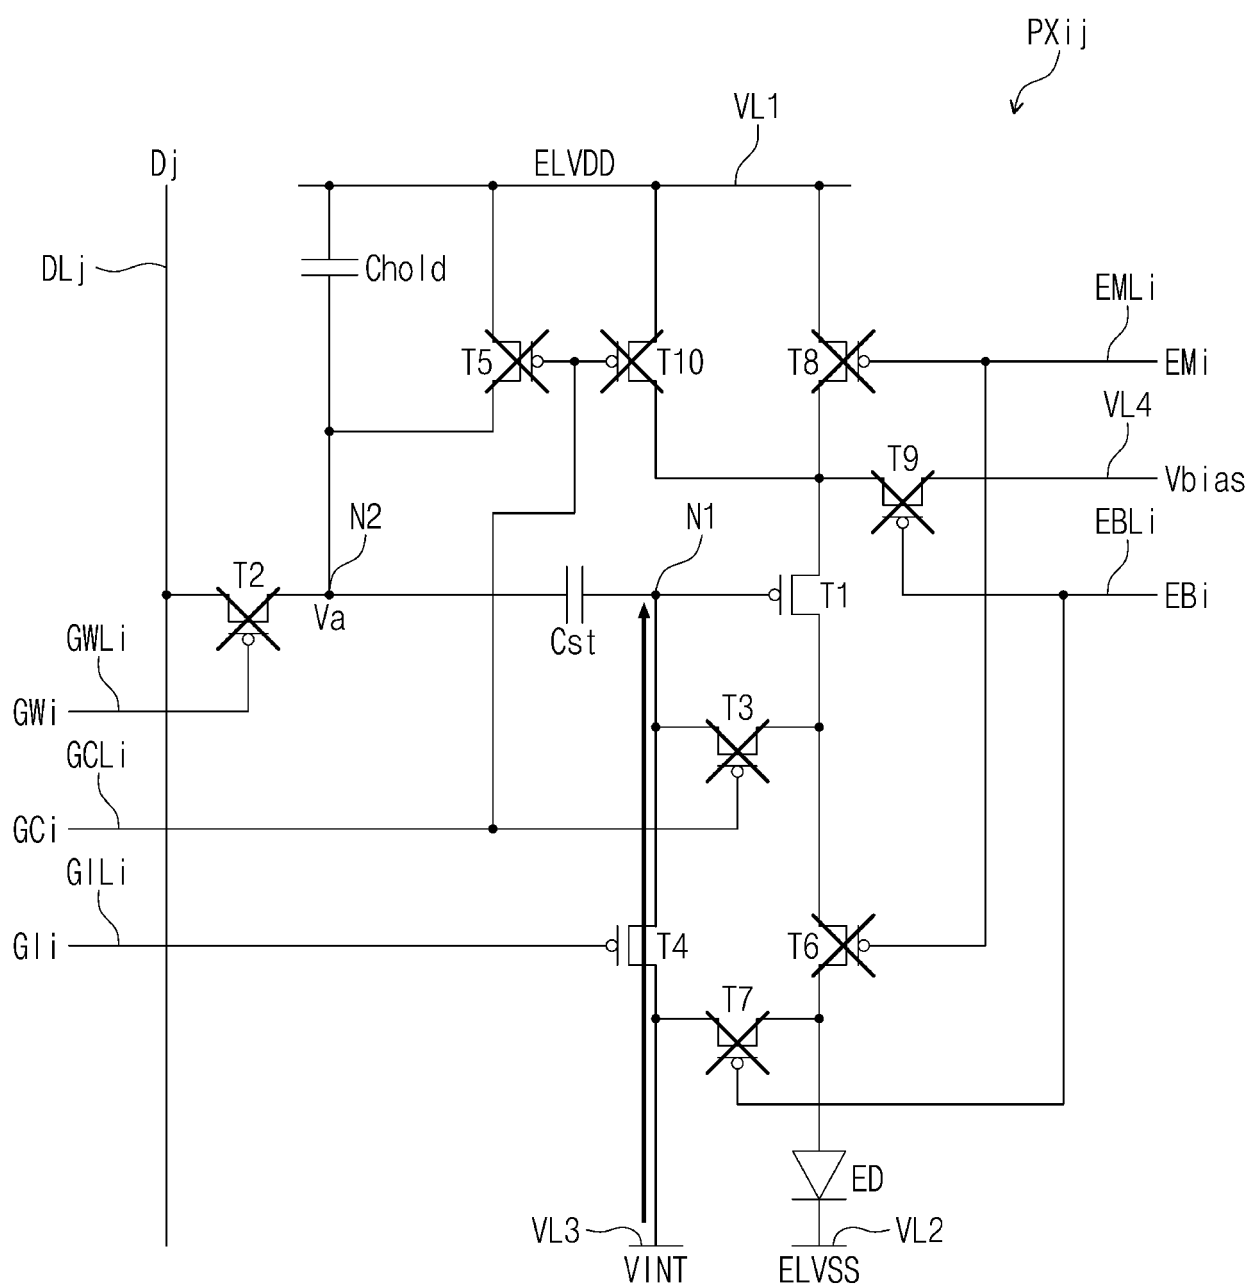 PXij
VL1
Dj
ELVDD
DLj
Chold
EMLi
T5
T10
T8
EMi
VL4
T9
Vbias
N2
N1
EBLi
T2
T1
EBi
Va
Cst
GWLi
GWi
T3
GCLi
GCi
GILi
GIi
T4
T6
T7
ED
VL3
VL2
VINT
ELVSS